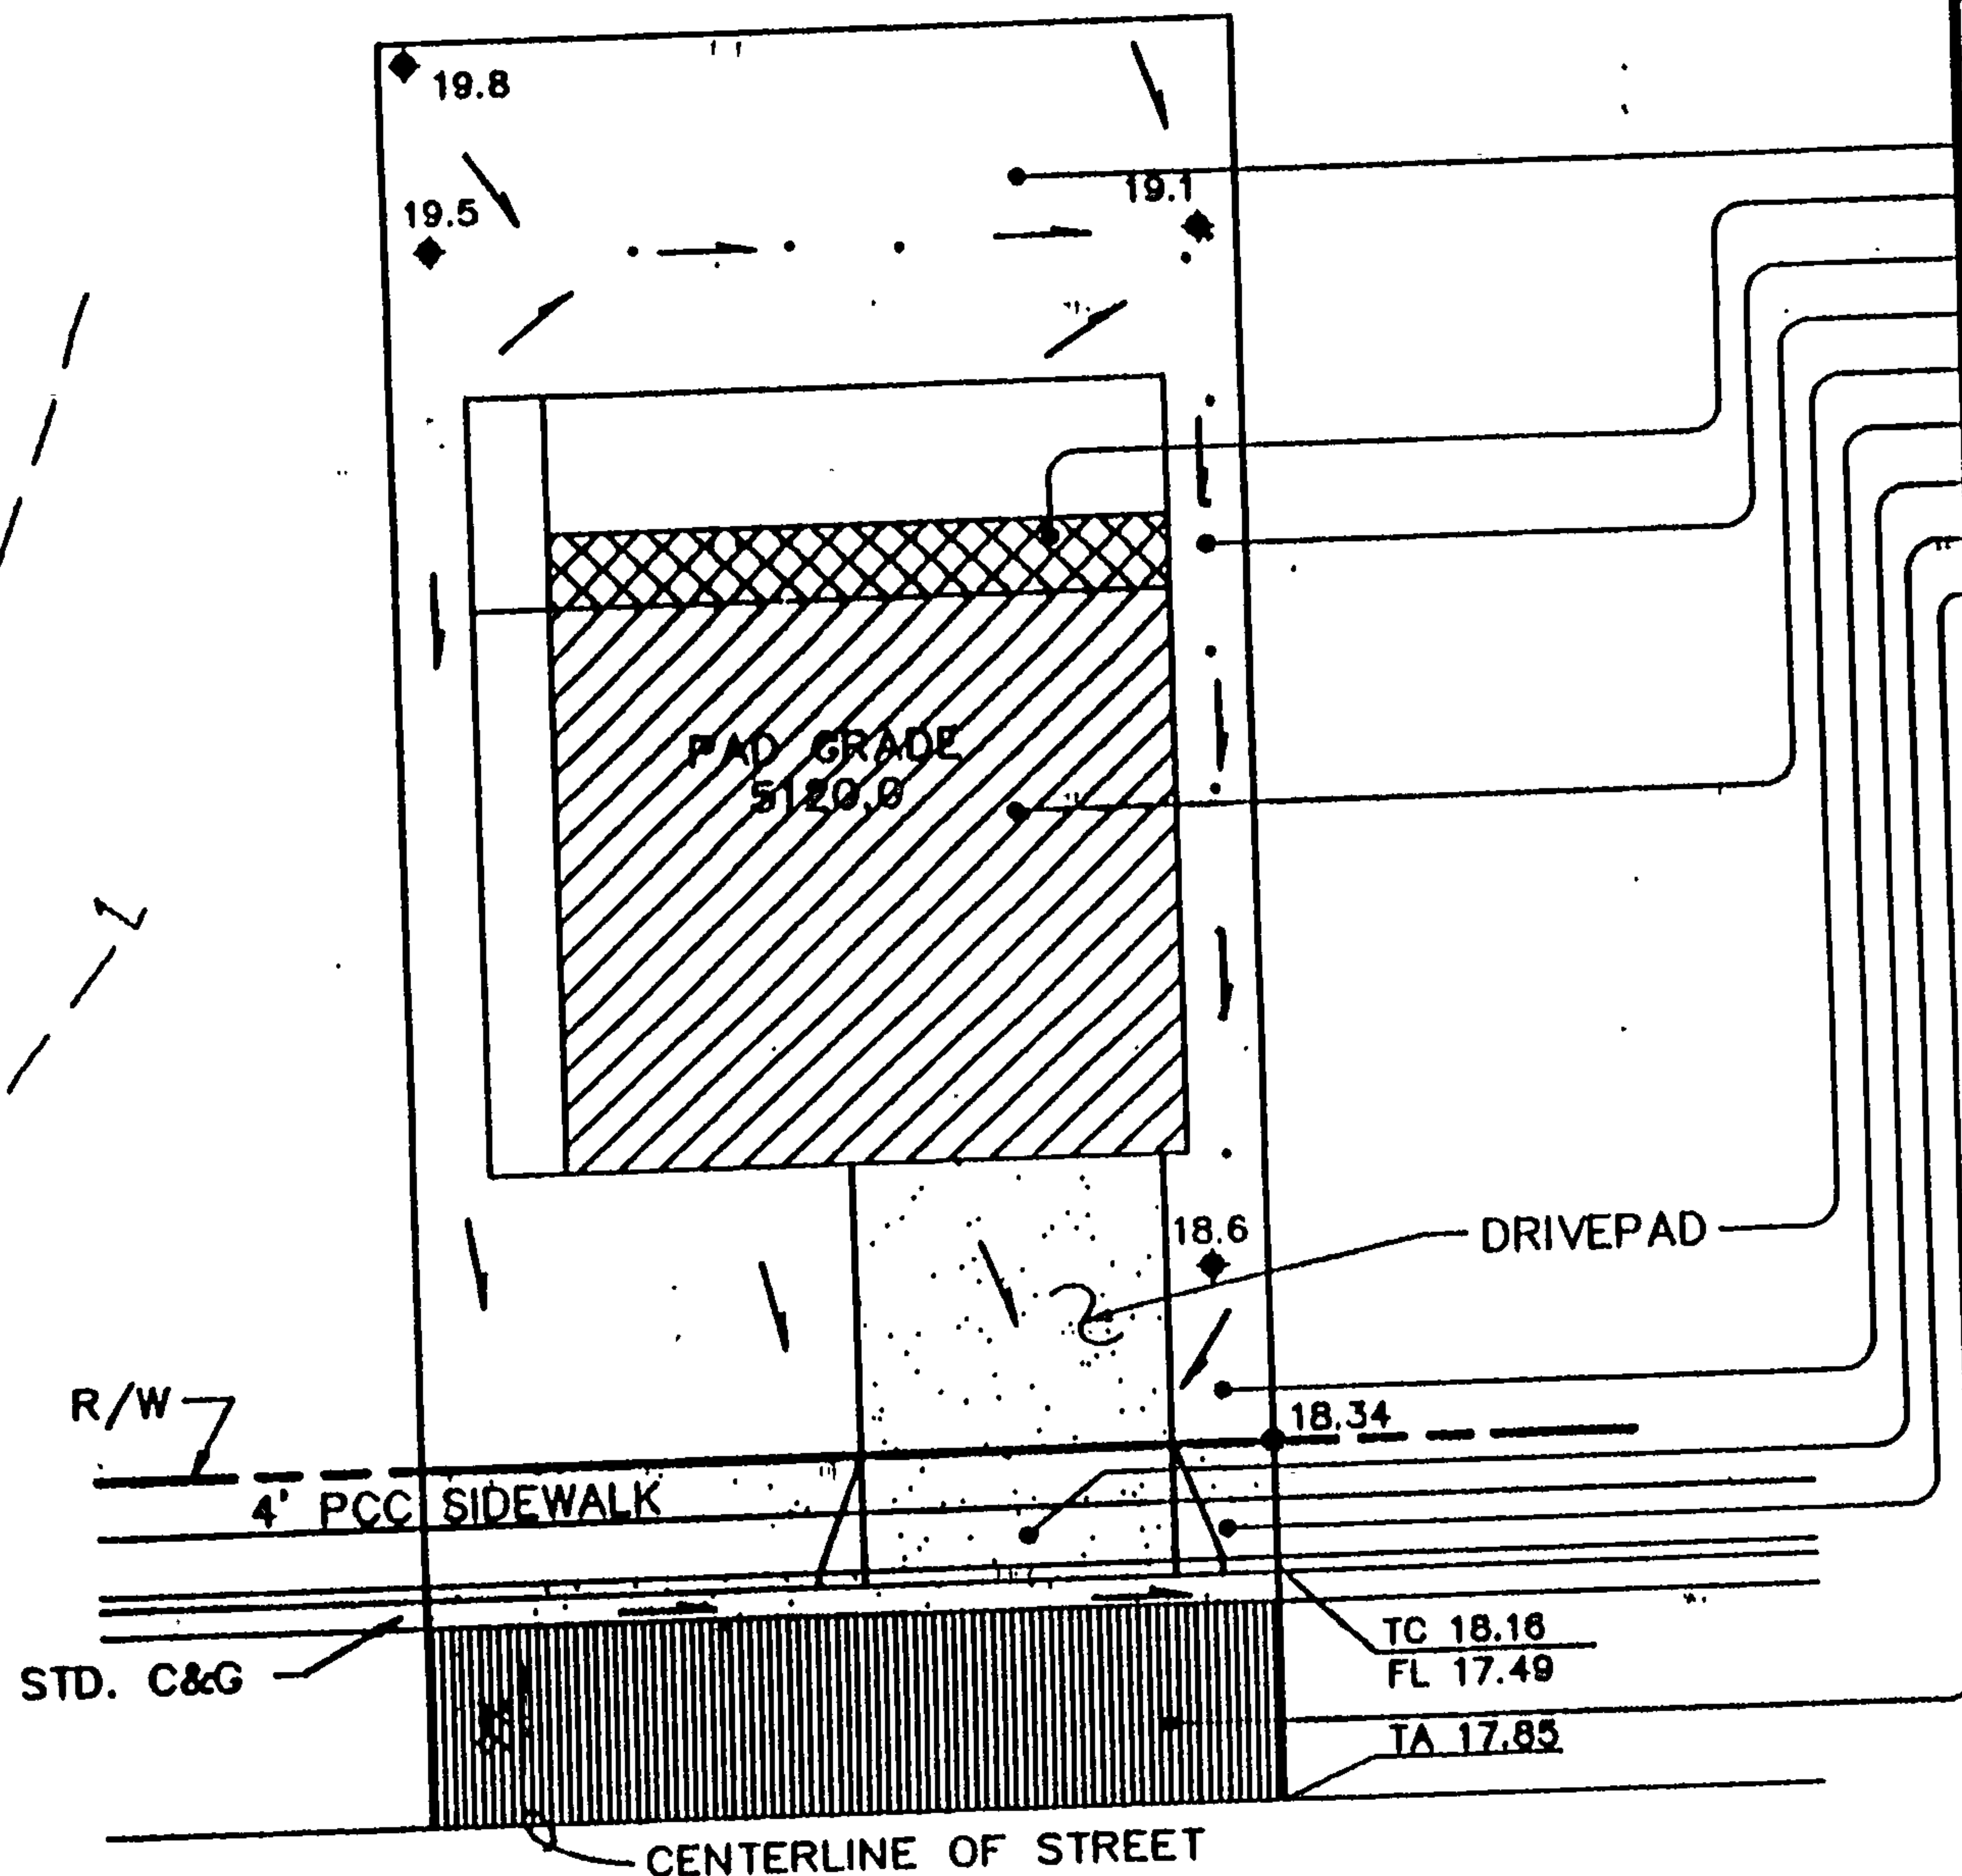 19.8
19.5
19.1
PAD GRADE
5120.0
18.6
DRIVEPAD
R/W
18.34
4' PCC SIDEWALK
TC 18.16
FL 17.49
STD. C&G
TA 17.85
CENTERLINE OF STREET